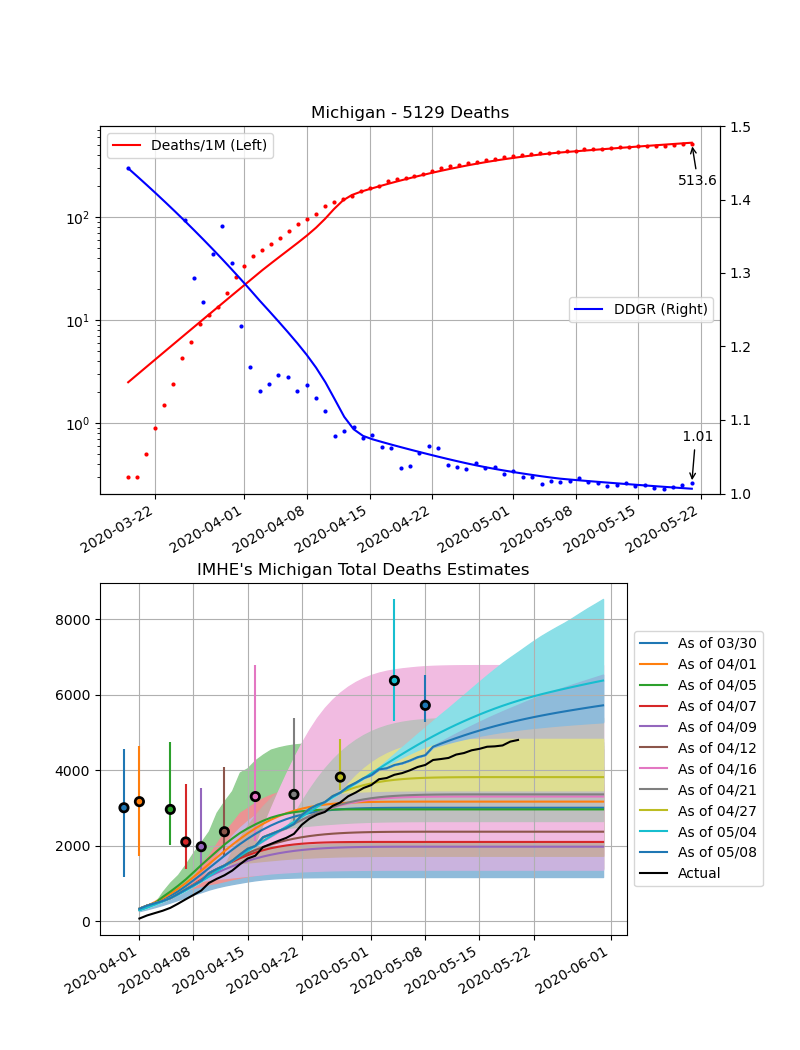 Michigan - 5129 Deaths
Deaths/1M (Left)
DDGR (Right)
513.6
1.01
10²
10¹
10⁰
1.5
1.4
1.3
1.2
1.1
1.0
2020-03-22
2020-04-01
2020-04-08
2020-04-15
2020-04-22
2020-05-01
2020-05-08
2020-05-15
2020-05-22
IMHE's Michigan Total Deaths Estimates
8000
6000
4000
2000
0
2020-04-01
2020-04-08
2020-04-15
2020-04-22
2020-05-01
2020-05-08
2020-05-15
2020-05-22
2020-06-01
As of 03/30
As of 04/01
As of 04/05
As of 04/07
As of 04/09
As of 04/12
As of 04/16
As of 04/21
As of 04/27
As of 05/04
As of 05/08
Actual